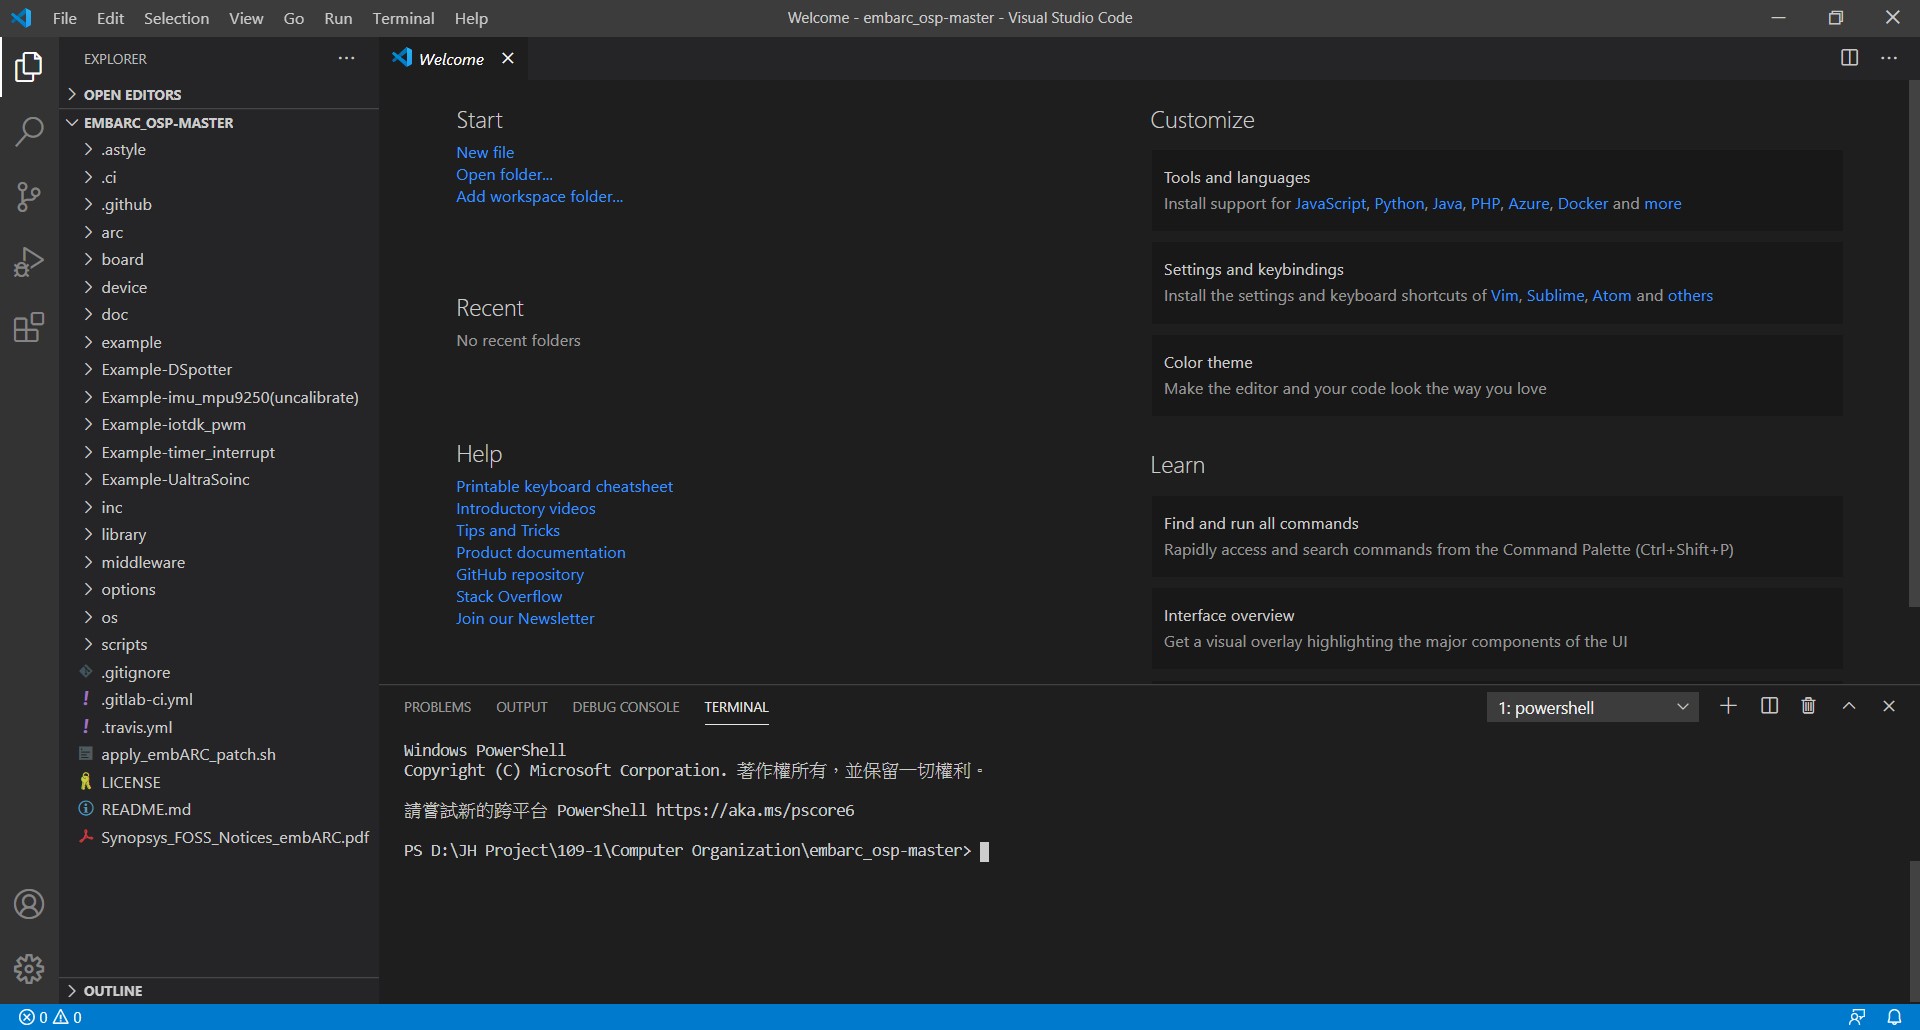 File Edit Selection View Go Run Terminal Help
Welcome - embarc_osp-master - Visual Studio Code
EXPLORER
OPEN EDITORS
EMBARC_OSP-MASTER
.astyle
.ci
.github
arc
board
device
doc
example
Example-DSpotter
Example-imu_mpu9250(uncalibrate)
Example-iotdk_pwm
Example-timer_interrupt
Example-UaltraSoinc
inc
library
middleware
options
os
scripts
.gitignore
.gitlab-ci.yml
.travis.yml
apply_embARC_patch.sh
LICENSE
README.md
Synopsys_FOSS_Notices_embARC.pdf
OUTLINE
Welcome
Start
New file
Open folder...
Add workspace folder...
Recent
No recent folders
Help
Printable keyboard cheatsheet
Introductory videos
Tips and Tricks
Product documentation
GitHub repository
Stack Overflow
Join our Newsletter
Customize
Tools and languages
Install support for JavaScript, Python, Java, PHP, Azure, Docker and more
Settings and keybindings
Install the settings and keyboard shortcuts of Vim, Sublime, Atom and others
Color theme
Make the editor and your code look the way you love
Learn
Find and run all commands
Rapidly access and search commands from the Command Palette (Ctrl+Shift+P)
Interface overview
Get a visual overlay highlighting the major components of the UI
PROBLEMS OUTPUT DEBUG CONSOLE TERMINAL
1: powershell
Windows PowerShell
Copyright (C) Microsoft Corporation. 著作權所有，並保留一切權利。
請嘗試新的跨平台 PowerShell https://aka.ms/pscore6
PS D:\JH Project\109-1\Computer Organization\embarc_osp-master>
0 0